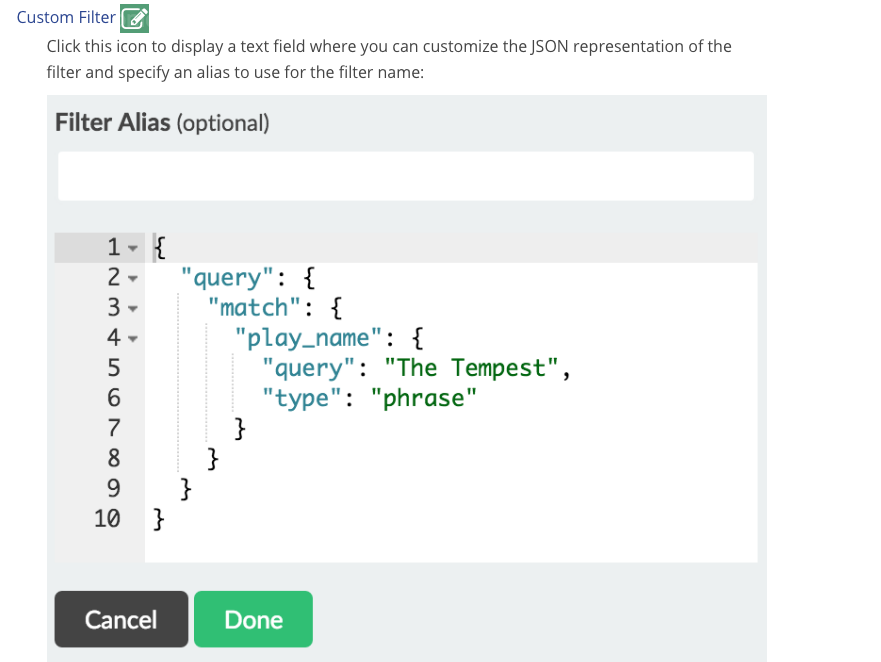 Custom Filter
Click this icon to display a text field where you can customize the JSON representation of the
filter and specify an alias to use for the filter name:
Filter Alias (optional)
1 {
2 "query": {
3 "match": {
4 "play_name": {
5 "query": "The Tempest",
6 "type": "phrase"
7 }
8 }
9 }
10 }
Cancel Done